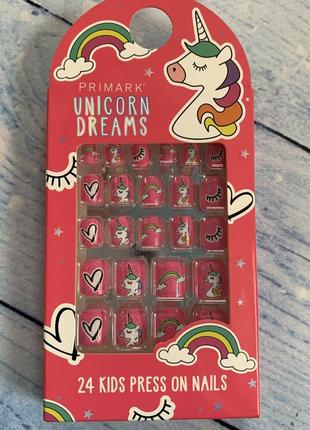 PRIMARK®
UNICORN
DREAMS
24 KIDS PRESS ON NAILS